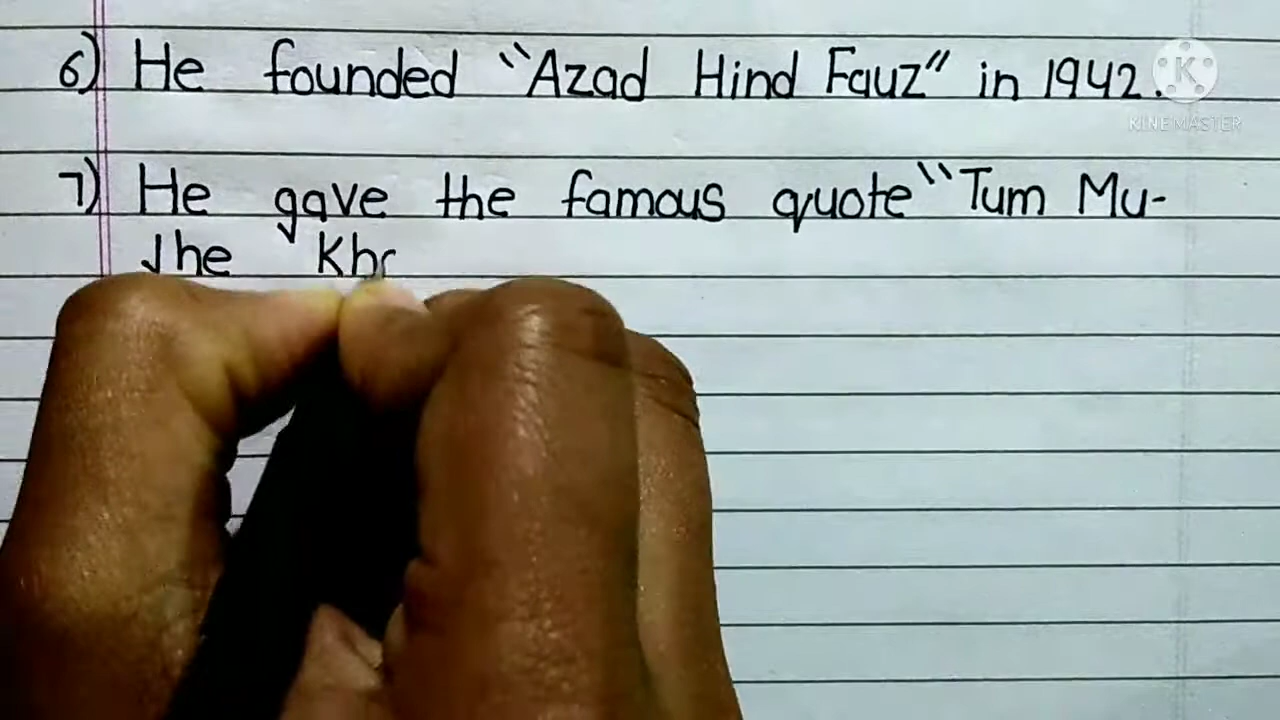 6) He founded "Azad Hind Fauz" in 1942.
K
KINEMASTER
7) He gave the famous quote "Tum Mu-
Jhe